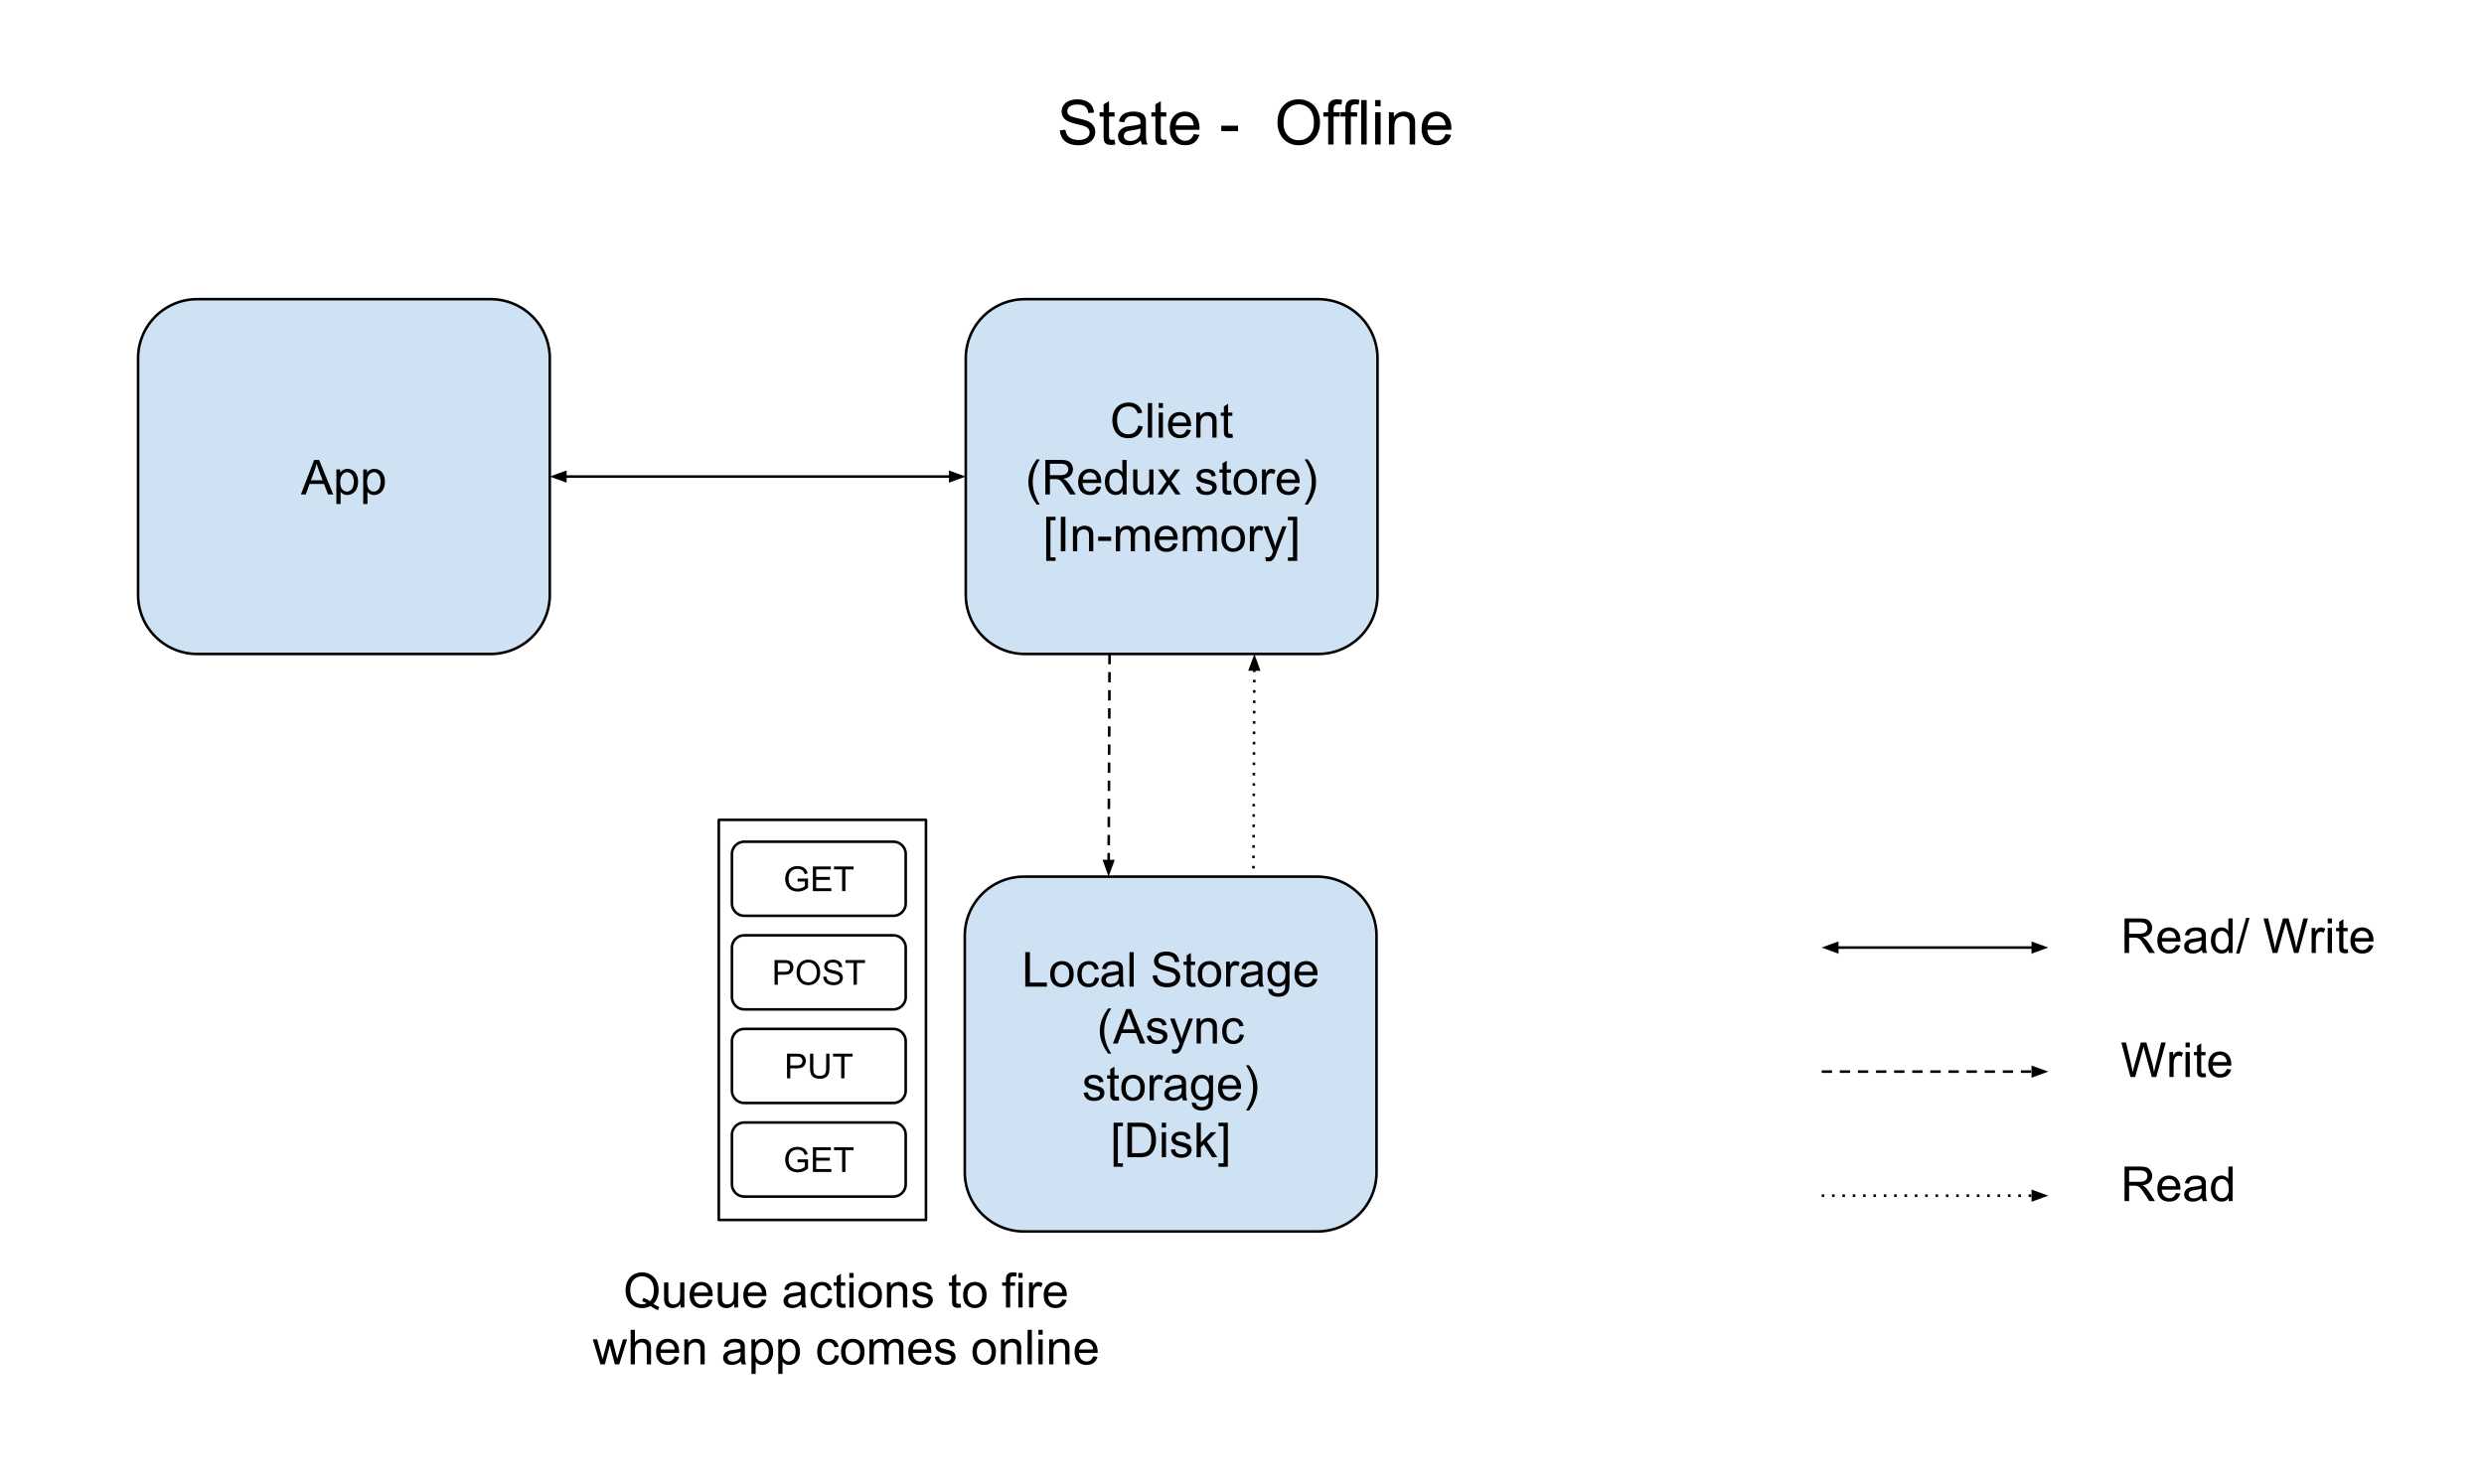 State -  Offline
App
Client
(Redux store)
[In-memory]
GET
POST
PUT
GET
Local Storage
(Async
storage)
[Disk]
Queue actions to fire
when app comes online
Read/ Write
Write
Read